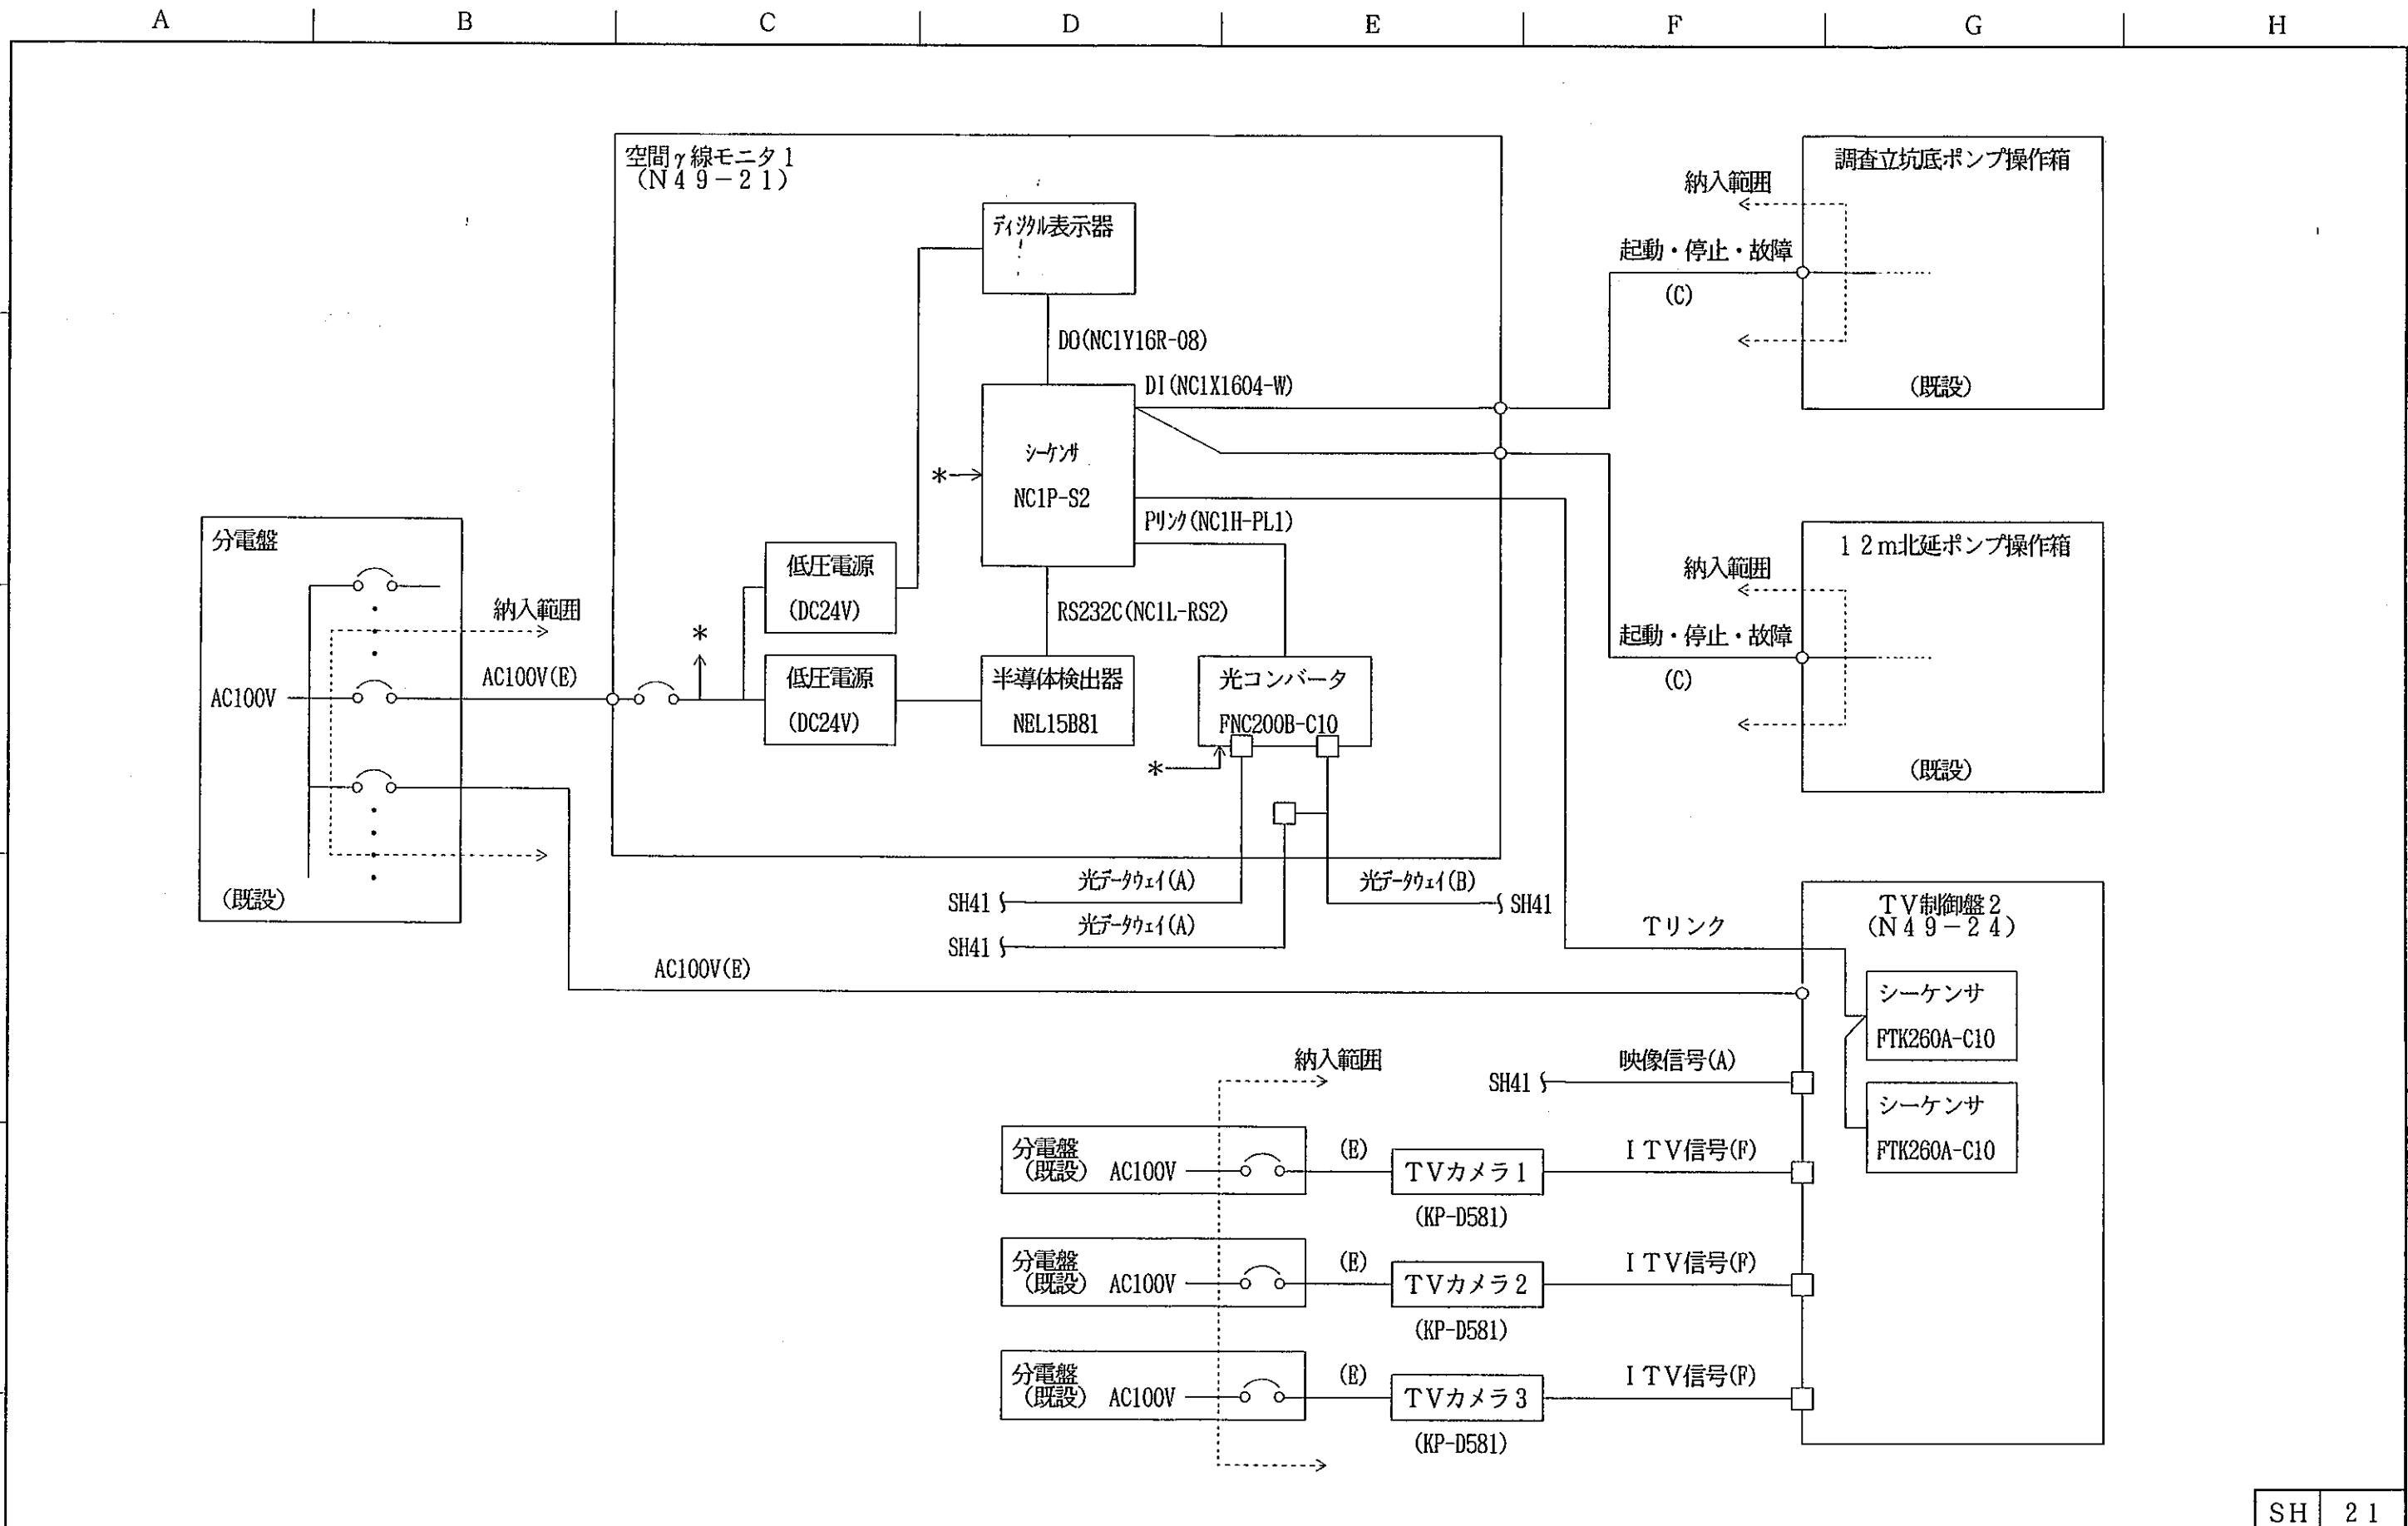 A B C D E F G H
空間γ線モニタ１
（Ｎ４９－２１）
ﾃﾞｨｼﾞﾀﾙ表示器
DO(NC1Y16R-08)
DI(NC1X1604-W)
ｼｰｹﾝｻ
NC1P-S2
*
Pﾘﾝｸ(NC1H-PL1)
低圧電源
(DC24V)
RS232C(NC1L-RS2)
*
低圧電源
(DC24V)
半導体検出器
NEL15B81
光コンバータ
FNC200B-C10
*
調査立坑底ポンプ操作箱
納入範囲
起動・停止・故障
(C)
（既設）
１２ｍ北延ポンプ操作箱
納入範囲
起動・停止・故障
(C)
（既設）
分電盤
納入範囲
AC100V
AC100V(E)
（既設）
光ﾃﾞｰﾀｳｪｲ(A)
SH41
光ﾃﾞｰﾀｳｪｲ(A)
SH41
光ﾃﾞｰﾀｳｪｲ(B)
SH41
AC100V(E)
Ｔリンク
ＴＶ制御盤２
（Ｎ４９－２４）
シーケンサ
FTK260A-C10
シーケンサ
FTK260A-C10
納入範囲
SH41
映像信号(A)
分電盤
（既設） AC100V
(E)
ＴＶカメラ１
(KP-D581)
ＩＴＶ信号(F)
分電盤
（既設） AC100V
(E)
ＴＶカメラ２
(KP-D581)
ＩＴＶ信号(F)
分電盤
（既設） AC100V
(E)
ＴＶカメラ３
(KP-D581)
ＩＴＶ信号(F)
ＳＨ ２１